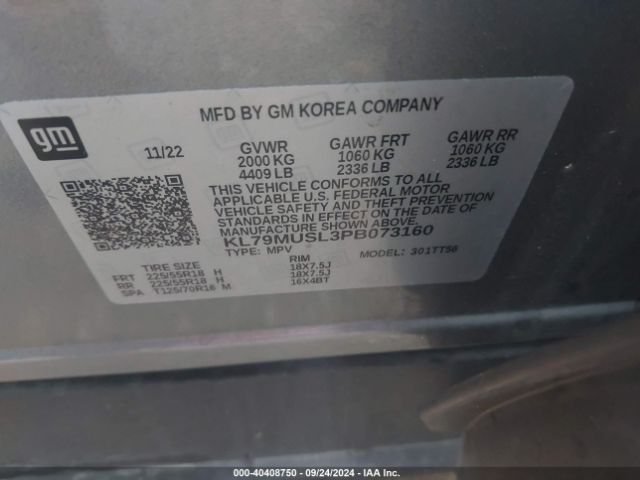 gm
MFD BY GM KOREA COMPANY
11/22 GVWR GAWR FRT GAWR RR
2000 KG 1060 KG 1060 KG
4409 LB 2336 LB 2336 LB
THIS VEHICLE CONFORMS TO ALL
APPLICABLE U.S. FEDERAL MOTOR
VEHICLE SAFETY AND THEFT PREVENTION
STANDARDS IN EFFECT ON THE DATE OF
MANUFACTURE SHOWN ABOVE.
KL79MUSL3PB073160
TYPE: MPV MODEL: 301TT56
TIRE SIZE RIM
FRT 225/55R18 H 18X7.5J
RR 225/55R18 H 18X7.5J
SPA T125/70R16 M 16X4BT
000-40408750 - 09/24/2024 - IAA Inc.